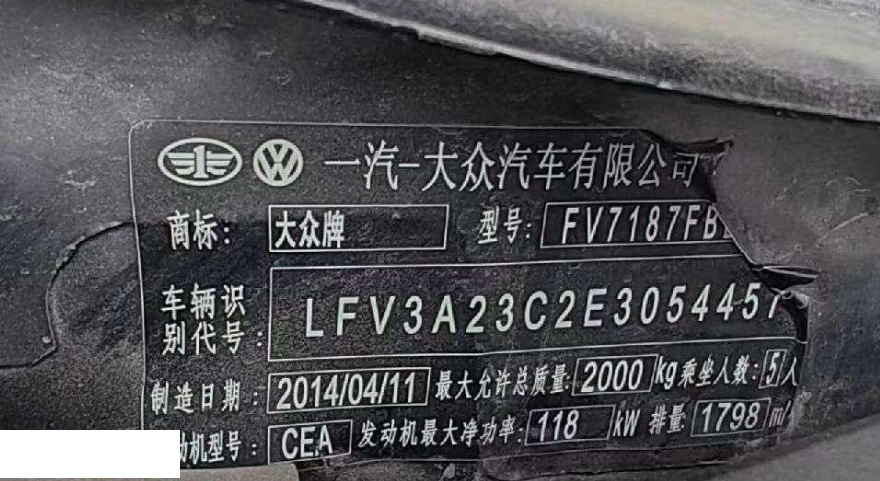 一汽-大众汽车有限公司
商标： 大众牌 型号： FV7187FB
车辆识别代号： LFV3A23C2E3054457
制造日期： 2014/04/11 最大允许总质量： 2000 kg 乘坐人数： 5 人
动机型号： CEA 发动机最大净功率： 118 kW 排量： 1798 ml